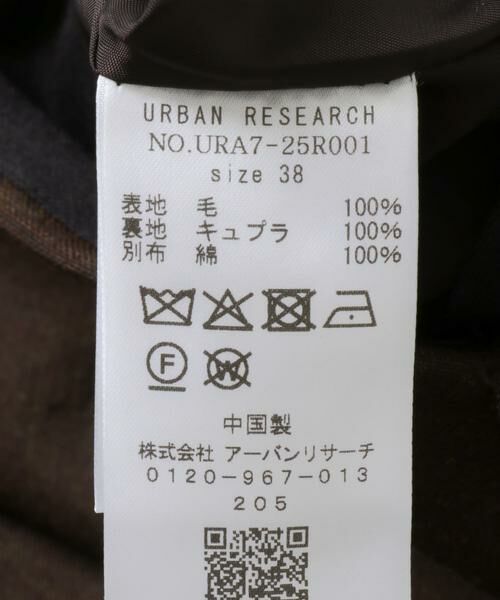 URBAN RESEARCH
NO.URA7-25R001
size 38
表地 毛 100%
裏地 キュプラ 100%
別布 綿 100%
F W
中国製
株式会社 アーバンリサーチ
0120-967-013
205